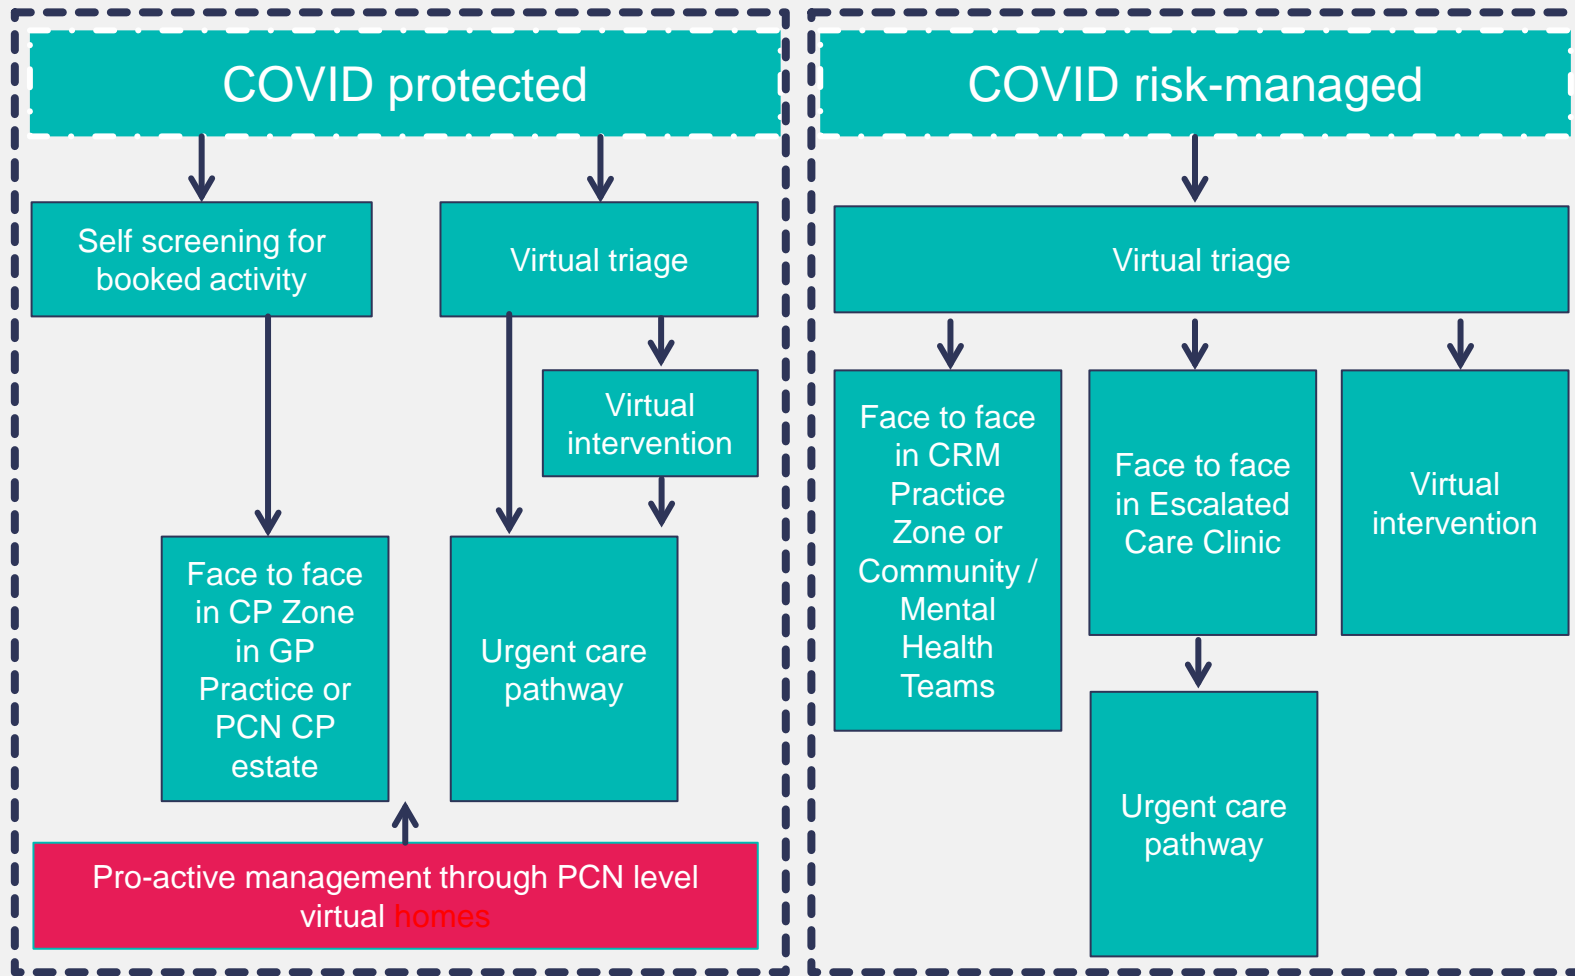 COVID protected
Self screening for
booked activity
Virtual triage
Virtual
intervention
Face to face
in CP Zone
in GP
Practice or
PCN CP
estate
Urgent care
pathway
Pro-active management through PCN level
virtual homes
COVID risk-managed
Virtual triage
Face to face
in CRM
Practice
Zone or
Community /
Mental
Health
Teams
Face to face
in Escalated
Care Clinic
Virtual
intervention
Urgent care
pathway